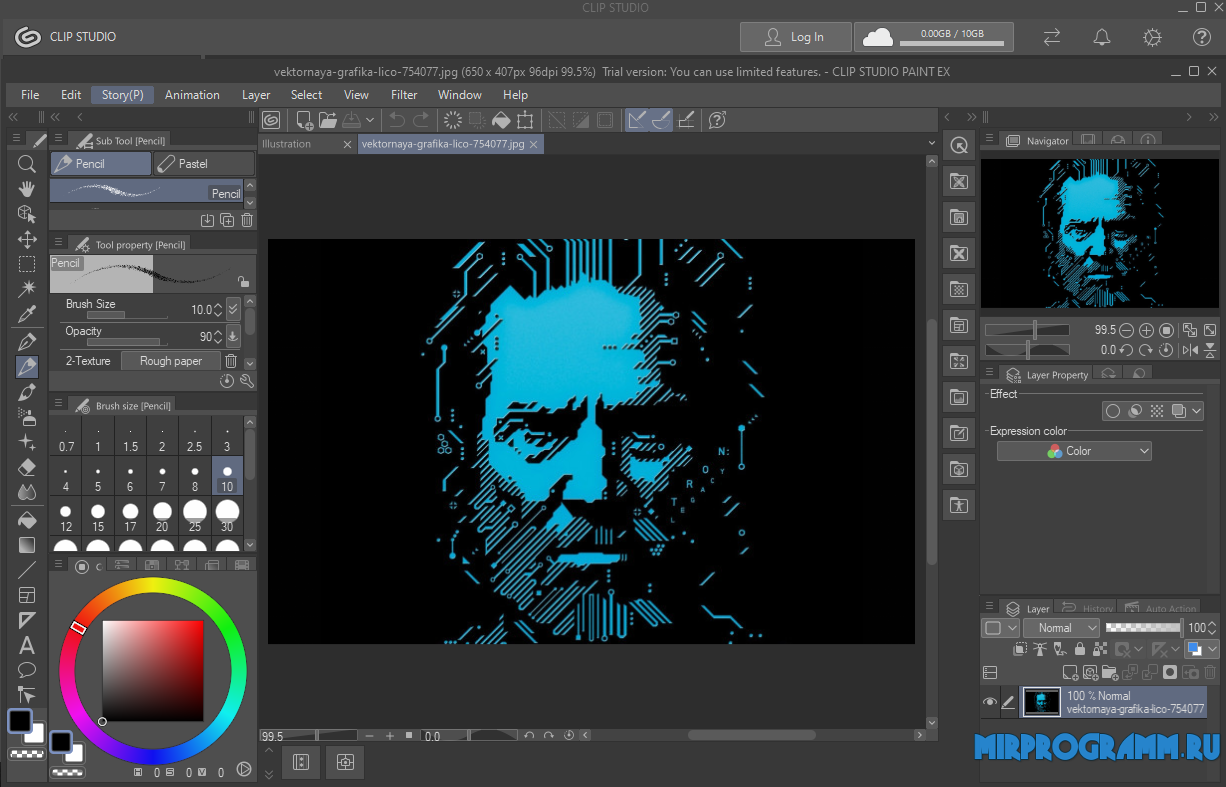 CLIP STUDIO
CLIP STUDIO
Log In
0.00GB / 10GB
vektornaya-grafika-lico-754077.jpg (650 x 407px 96dpi 99.5%) Trial version: You can use limited features. - CLIP STUDIO PAINT EX
File Edit Story(P) Animation Layer Select View Filter Window Help
Sub Tool [Pencil]
Illustration
vektornaya-grafika-lico-754077.jpg
Navigator
Pencil Pastel
Pencil
Tool property [Pencil]
Pencil
Brush Size 10.0
Opacity 90
2-Texture Rough paper
99.5
0.0
Layer Property
Effect
Brush size [Pencil]
Expression color
Color
0.7 1 1.5 2 2.5 3
4 5 6 7 8 10
12 15 17 20 25 30
N:
O
Y
R
C
A
T
G
E
L
F
C
Layer History Auto Action
Normal 100
100 % Normal
vektornaya-grafika-lico-754077
99.5 0.0
H 0 S 0 V 0
MIRPROGRAMM.RU